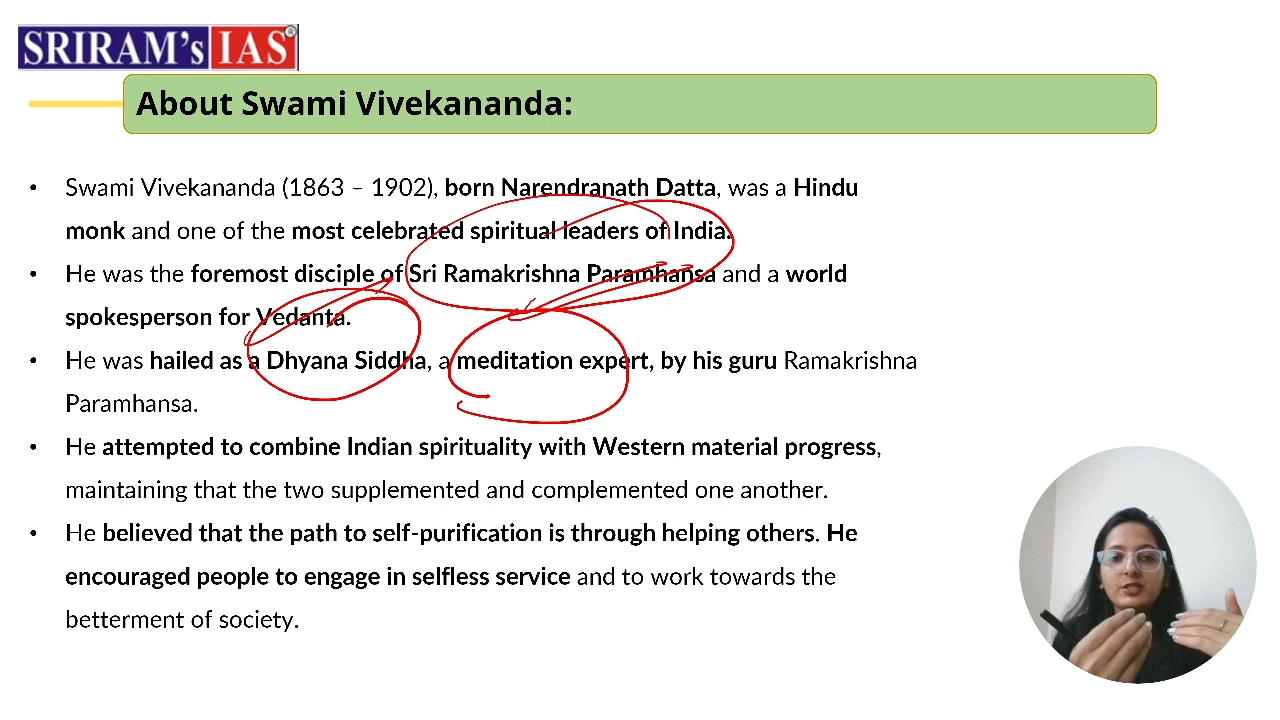 SRIRAM's IAS®
About Swami Vivekananda:
• Swami Vivekananda (1863 – 1902), born Narendranath Datta, was a Hindu
monk and one of the most celebrated spiritual leaders of India.
• He was the foremost disciple of Sri Ramakrishna Paramhansa and a world
spokesperson for Vedanta.
• He was hailed as a Dhyana Siddha, a meditation expert, by his guru Ramakrishna
Paramhansa.
• He attempted to combine Indian spirituality with Western material progress,
maintaining that the two supplemented and complemented one another.
• He believed that the path to self-purification is through helping others. He
encouraged people to engage in selfless service and to work towards the
betterment of society.